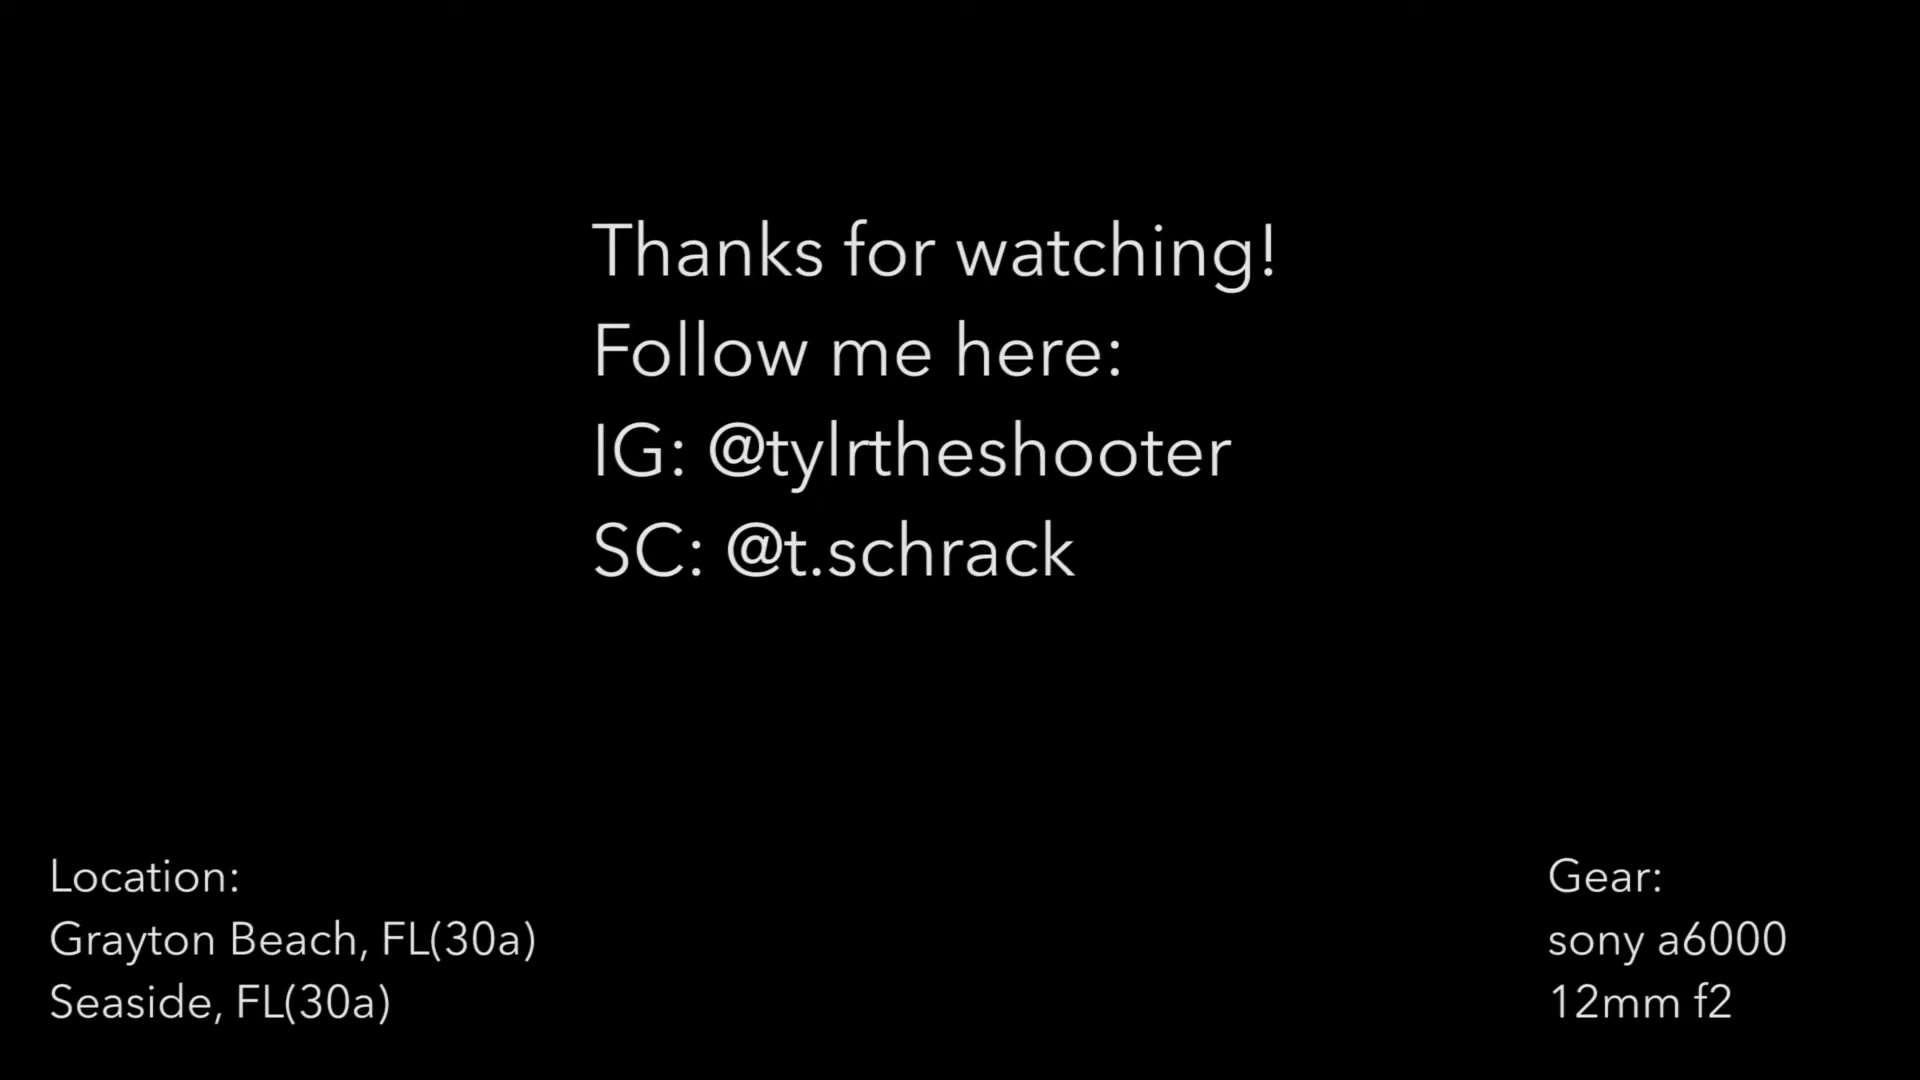 Thanks for watching!
Follow me here:
IG: @tylrtheshooter
SC: @t.schrack
Location:
Grayton Beach, FL(30a)
Seaside, FL(30a)
Gear:
sony a6000
12mm f2